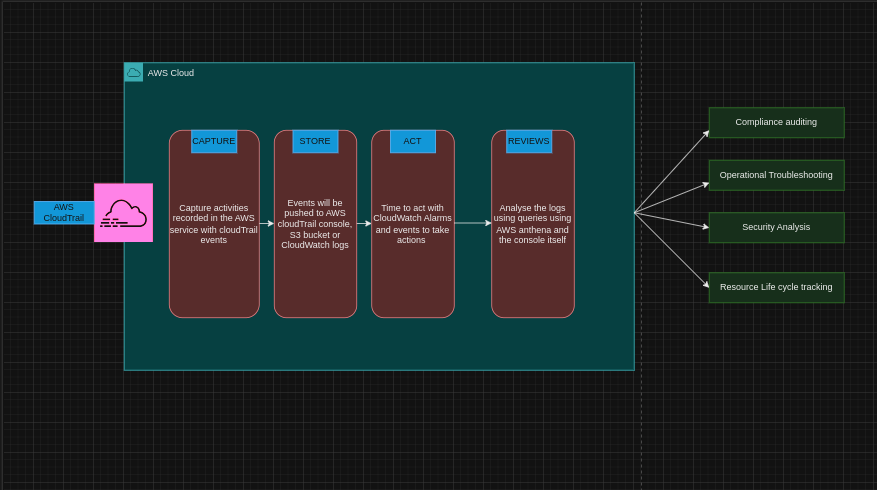 AWS Cloud
AWS
CloudTrail
CAPTURE
Capture activities
recorded in the AWS
service with cloudTrail
events
STORE
Events will be
pushed to AWS
cloudTrail console,
S3 bucket or
CloudWatch logs
ACT
Time to act with
CloudWatch Alarms
and events to take
actions
REVIEWS
Analyse the logs
using queries using
AWS anthena and
the console itself
Compliance auditing
Operational Troubleshooting
Security Analysis
Resource Life cycle tracking